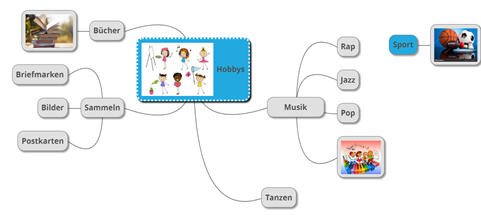 Bücher
Hobbys
Sport
Rap
Briefmarken
Jazz
Bilder
Sammeln
Musik
Pop
Postkarten
Tanzen